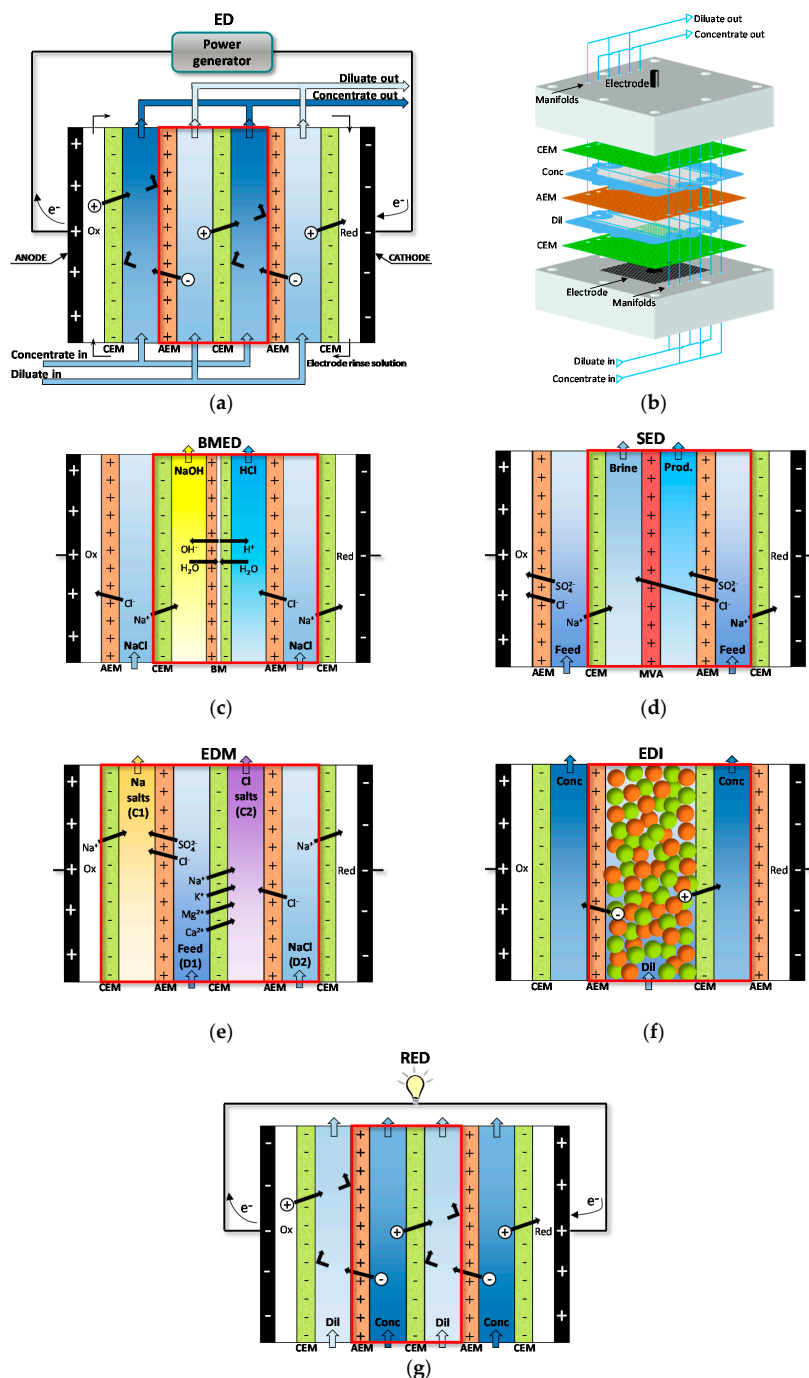 ED
Power
generator
Diluate out
Concentrate out
+ - + - + - -
e-
e-
+
+
+
Ox
Red
-
-
ANODE
CATHODE
CEM
AEM
CEM
AEM
CEM
Concentrate in
Diluate in
Electrode rinse solution
(a)
Diluate out
Concentrate out
Electrode
Manifolds
CEM
Conc
AEM
Dil
CEM
Electrode
Manifolds
Diluate in
Concentrate in
(b)
BMED
NaOH
HCl
Ox
Red
OH⁻
H⁺
H₂O
H₂O
Cl⁻
Na⁺
Cl⁻
Na⁺
NaCl
NaCl
AEM
CEM
BM
AEM
CEM
(c)
SED
Brine
Prod.
Ox
Red
SO₄²⁻
Cl⁻
Na⁺
SO₄²⁻
Cl⁻
Na⁺
Feed
Feed
AEM
CEM
MVA
AEM
CEM
(d)
EDM
Na
salts
(C1)
Cl
salts
(C2)
Na⁺
SO₄²⁻
Cl⁻
Na⁺
Ox
Red
Na⁺
K⁺
Mg²⁺
Ca²⁺
Cl⁻
Feed
(D1)
NaCl
(D2)
CEM
AEM
CEM
AEM
CEM
(e)
EDI
Conc
Conc
Ox
Red
+
-
Dil
CEM
AEM
CEM
AEM
(f)
RED
e-
e-
+
Ox
+
+
Red
-
-
Dil
Conc
Dil
Conc
CEM
AEM
CEM
AEM
CEM
(g)